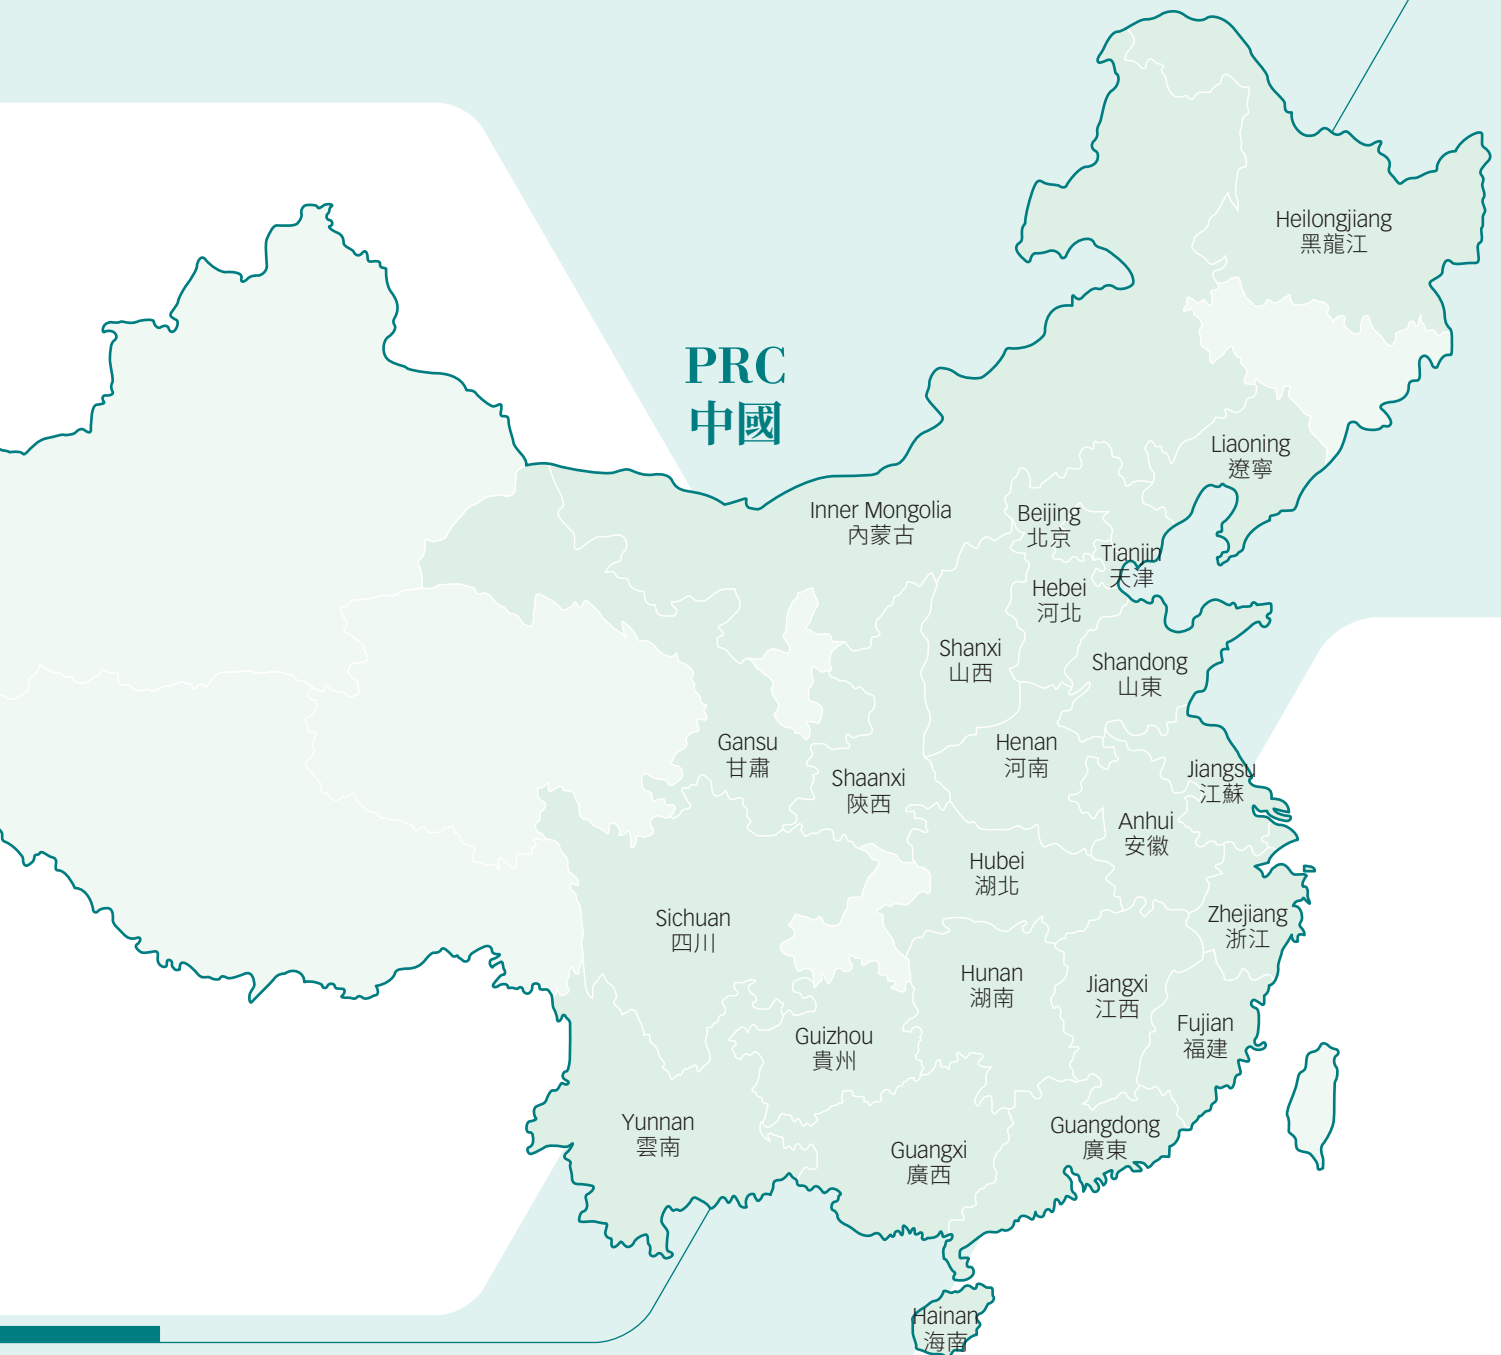 Heilongjiang
黑龍江
PRC
中國
Liaoning
遼寧
Inner Mongolia
內蒙古
Beijing
北京
Tianjin
天津
Hebei
河北
Shanxi
山西
Shandong
山東
Gansu
甘肅
Henan
河南
Shaanxi
陝西
Jiangsu
江蘇
Anhui
安徽
Hubei
湖北
Sichuan
四川
Zhejiang
浙江
Hunan
湖南
Jiangxi
江西
Fujian
福建
Guizhou
貴州
Yunnan
雲南
Guangdong
廣東
Guangxi
廣西
Hainan
海南